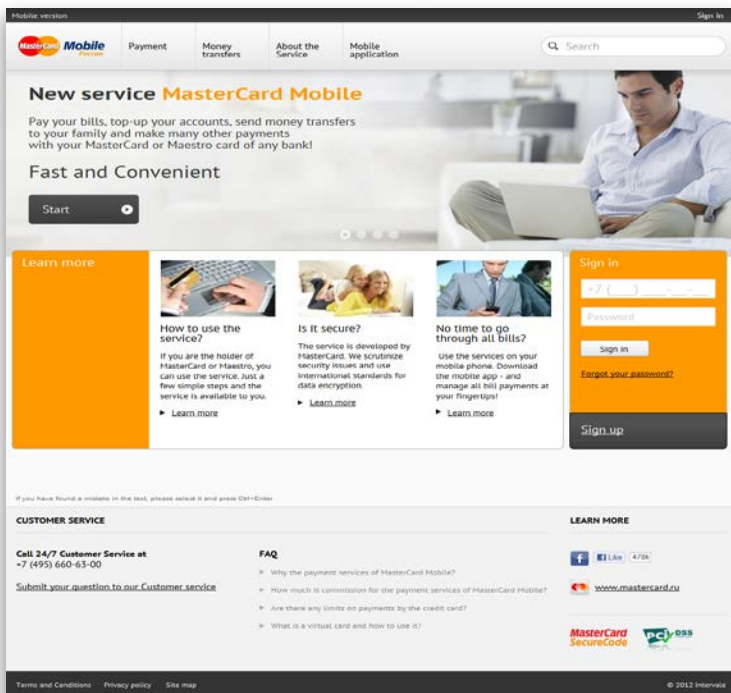 Mobile version
Sign in
MasterCard Mobile
Payment
Money
transfers
About the
Service
Mobile
application
Search
New service MasterCard Mobile
Pay your bills, top-up your accounts, send money transfers
to your family and make many other payments
with your MasterCard or Maestro card of any bank!
Fast and Convenient
Start
Learn more
How to use the
service?
If you are the holder of
MasterCard or Maestro, you
can use the service. Just a
few simple steps and the
service is available to you.
Learn more
Is it secure?
The service is developed by
MasterCard. We scrutinize
security issues and use
international standards for
data encryption.
Learn more
No time to go
through all bills?
Use the services on your
mobile phone. Download
the mobile app - and
manage all bill payments at
your fingertips!
Learn more
Sign in
+7 (___) ___-__-__
Password
Sign in
Forgot your password?
Sign up
If you have found a mistake in the text, please select it and press Ctrl+Enter
CUSTOMER SERVICE
Call 24/7 Customer Service at
+7 (495) 660-63-00
Submit your question to our Customer service
FAQ
Why the payment services of MasterCard Mobile?
How much is commission for the payment services of MasterCard Mobile?
Are there any limits on payments by the credit card?
What is a virtual card and how to use it?
LEARN MORE
f Like 478k
www.mastercard.ru
MasterCard
SecureCode
PCI DSS
Terms and Conditions Privacy policy Site map
© 2012 Intervale